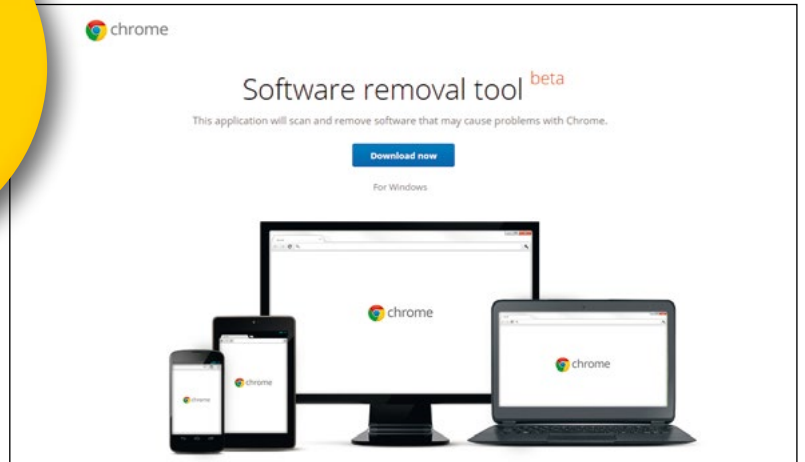 chrome
Software removal tool beta
This application will scan and remove software that may cause problems with Chrome.
Download now
For Windows
chrome
chrome
chrome
chrome